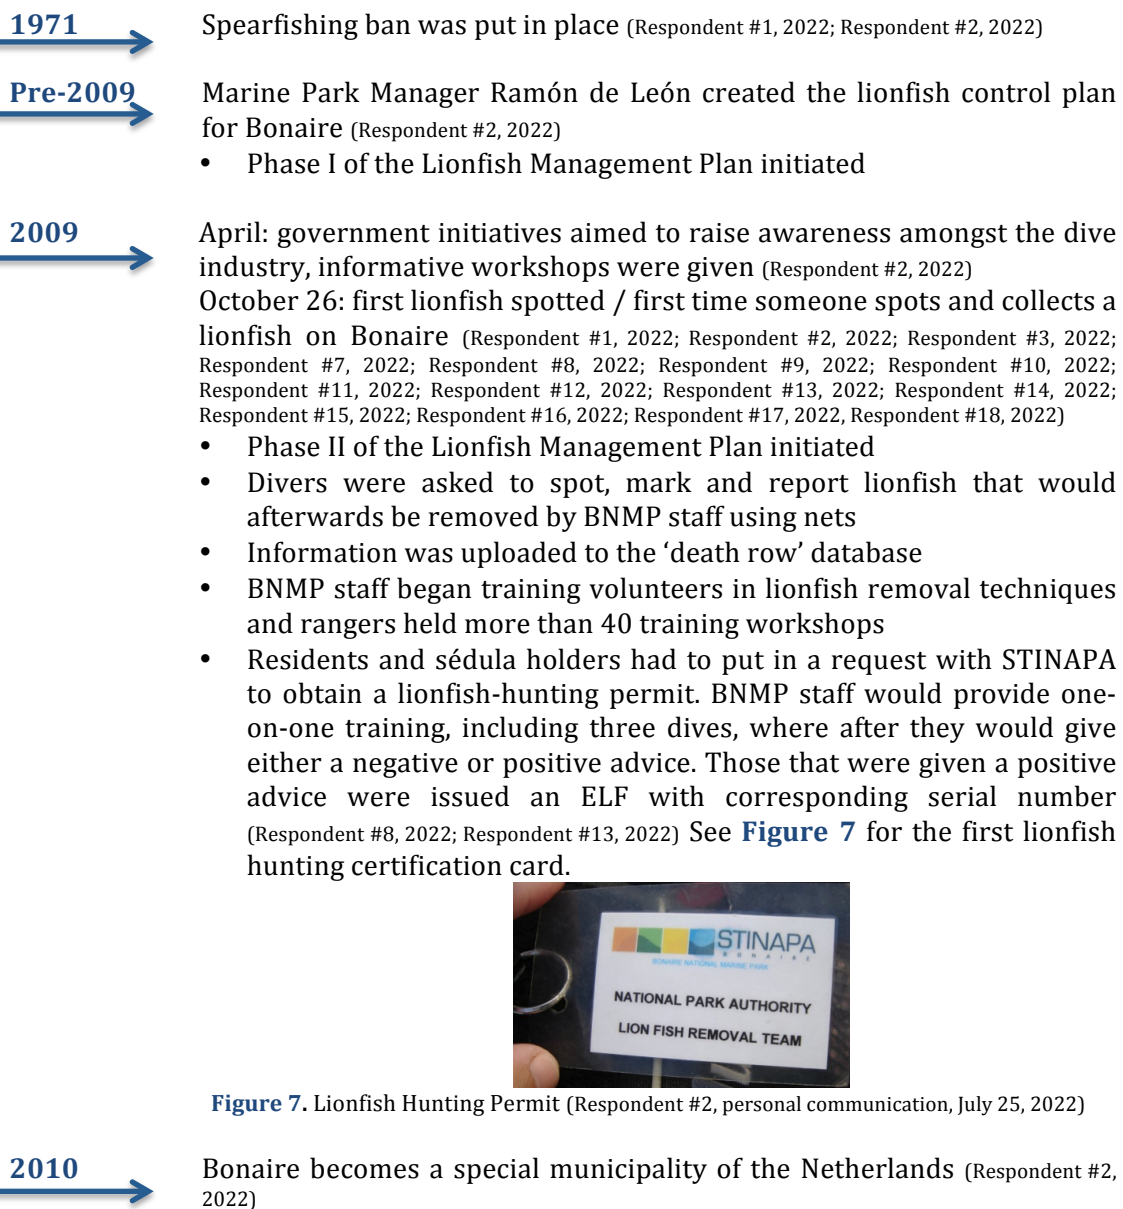 1971
Spearfishing ban was put in place (Respondent #1, 2022; Respondent #2, 2022)
Pre-2009
Marine Park Manager Ramón de León created the lionfish control plan
for Bonaire (Respondent #2, 2022)
• Phase I of the Lionfish Management Plan initiated
2009
April: government initiatives aimed to raise awareness amongst the dive
industry, informative workshops were given (Respondent #2, 2022)
October 26: first lionfish spotted / first time someone spots and collects a
lionfish on Bonaire (Respondent #1, 2022; Respondent #2, 2022; Respondent #3, 2022;
Respondent #7, 2022; Respondent #8, 2022; Respondent #9, 2022; Respondent #10, 2022;
Respondent #11, 2022; Respondent #12, 2022; Respondent #13, 2022; Respondent #14, 2022;
Respondent #15, 2022; Respondent #16, 2022; Respondent #17, 2022, Respondent #18, 2022)
• Phase II of the Lionfish Management Plan initiated
• Divers were asked to spot, mark and report lionfish that would
afterwards be removed by BNMP staff using nets
• Information was uploaded to the ‘death row’ database
• BNMP staff began training volunteers in lionfish removal techniques
and rangers held more than 40 training workshops
• Residents and sédula holders had to put in a request with STINAPA
to obtain a lionfish-hunting permit. BNMP staff would provide one-
on-one training, including three dives, where after they would give
either a negative or positive advice. Those that were given a positive
advice were issued an ELF with corresponding serial number
(Respondent #8, 2022; Respondent #13, 2022) See Figure 7 for the first lionfish
hunting certification card.
STINAPA
BONAIRE
BONAIRE NATIONAL MARINE PARK
NATIONAL PARK AUTHORITY
LION FISH REMOVAL TEAM
Figure 7. Lionfish Hunting Permit (Respondent #2, personal communication, July 25, 2022)
2010
Bonaire becomes a special municipality of the Netherlands (Respondent #2,
2022)